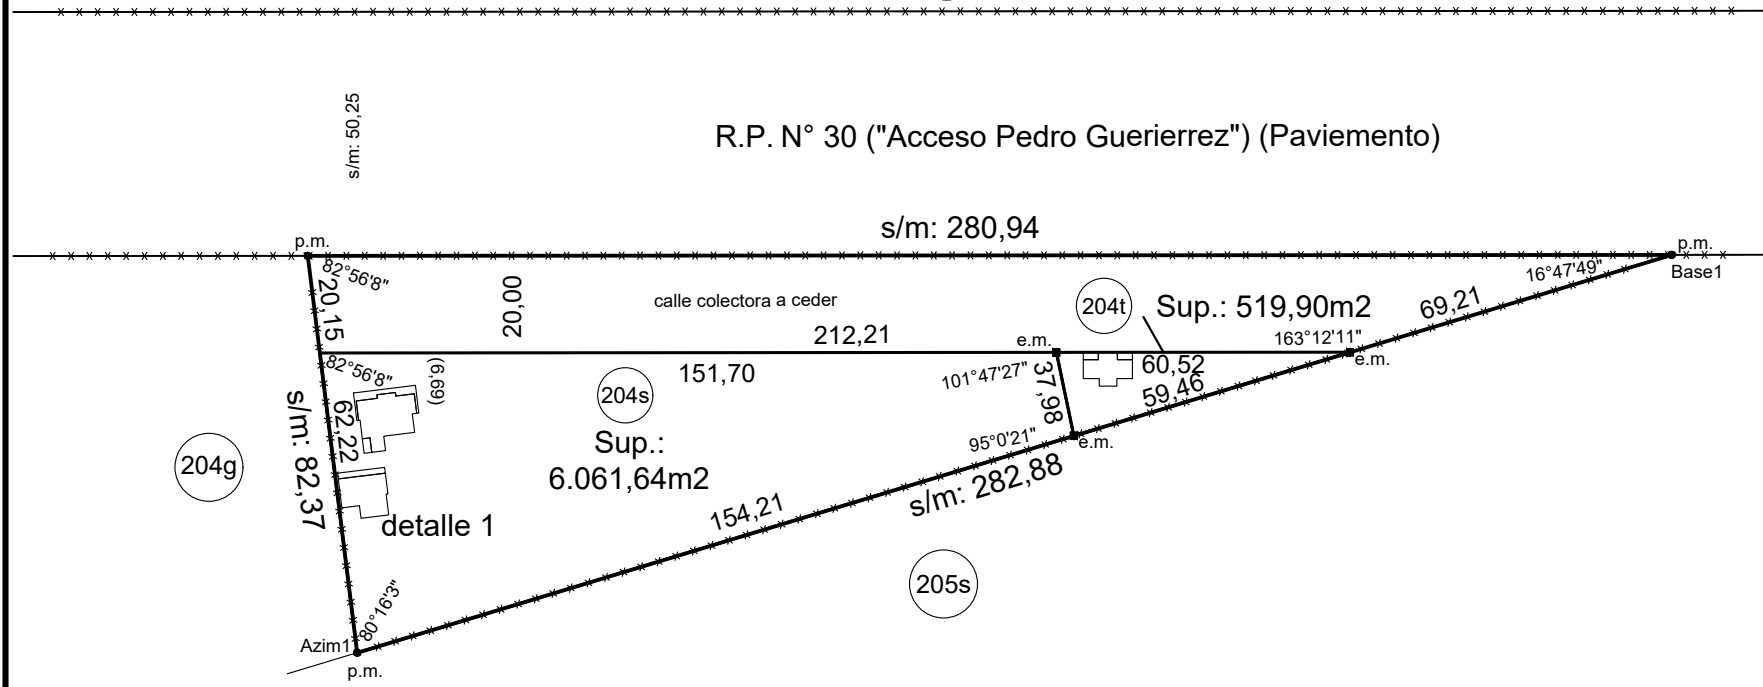 s/m: 50,25
R.P. N° 30 ("Acceso Pedro Guerierrez") (Paviemento)
s/m: 280,94
p.m.
p.m.
Base1
82°56'8"
16°47'49"
20,15
20,00
calle colectora a ceder
204t
Sup.: 519,90m2
69,21
212,21
e.m.
163°12'11"
e.m.
82°56'8"
(6,69)
151,70
101°47'27"
37,98
60,52
59,46
204s
s/m: 82,37
62,22
Sup.:
6.061,64m2
95°0'21"
e.m.
204g
s/m: 282,88
154,21
detalle 1
205s
80°16'3"
Azim1
p.m.